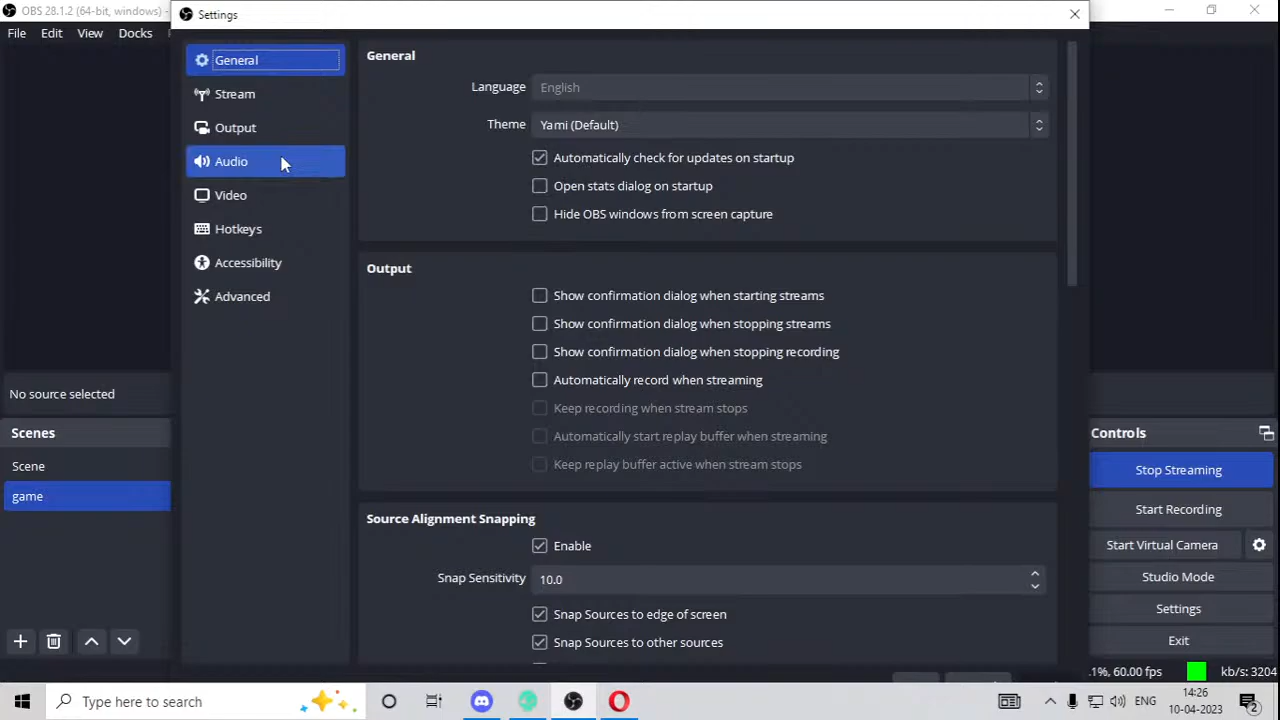 OBS 28.1.2 (64-bit, windows) -
Settings
File Edit View Docks
General
Stream
Output
Audio
Video
Hotkeys
Accessibility
Advanced
General
Language English
Theme Yami (Default)
Automatically check for updates on startup
Open stats dialog on startup
Hide OBS windows from screen capture
Output
Show confirmation dialog when starting streams
Show confirmation dialog when stopping streams
Show confirmation dialog when stopping recording
Automatically record when streaming
Keep recording when stream stops
Automatically start replay buffer when streaming
Keep replay buffer active when stream stops
Source Alignment Snapping
Enable
Snap Sensitivity 10.0
Snap Sources to edge of screen
Snap Sources to other sources
No source selected
Scenes
Scene
game
Controls
Stop Streaming
Start Recording
Start Virtual Camera
Studio Mode
Settings
Exit
.1%, 60.00 fps kb/s: 3204
Type here to search
ENG
14:26
10-04-2023
2